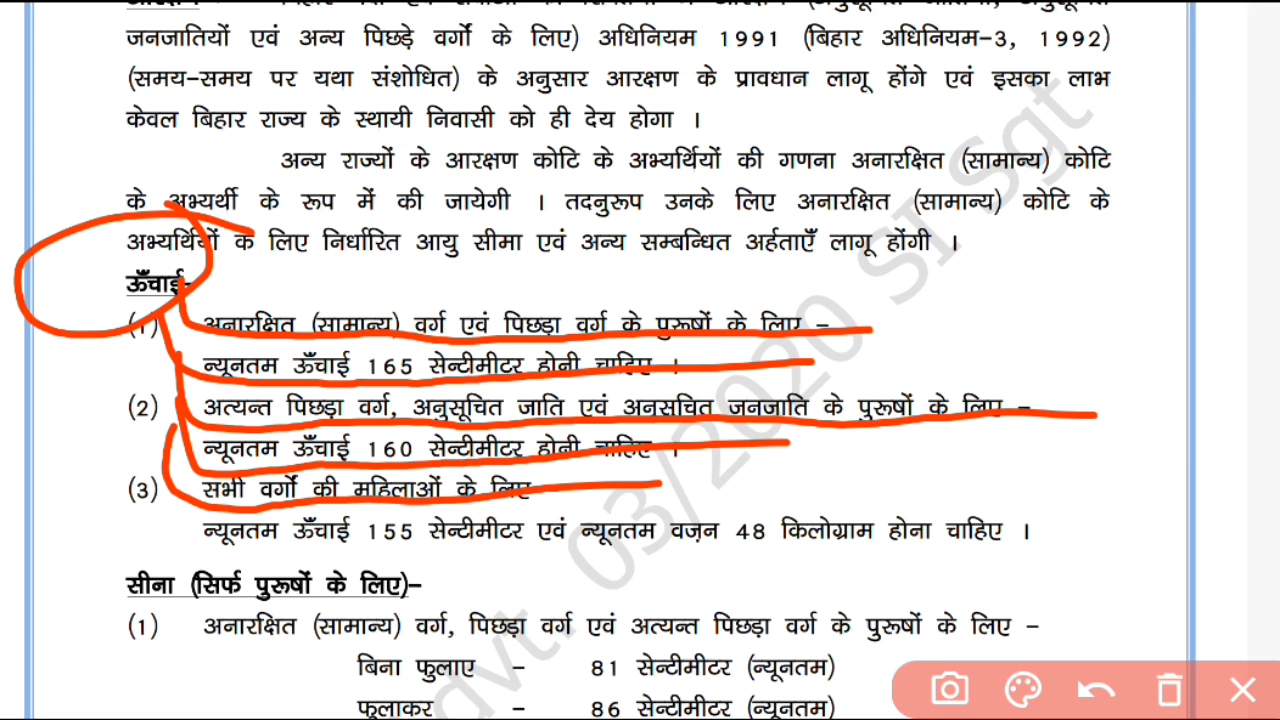 जनजातियों एवं अन्य पिछड़े वर्गों के लिए) अधिनियम 1991 (बिहार अधिनियम-3, 1992)
(समय-समय पर यथा संशोधित) के अनुसार आरक्षण के प्रावधान लागू होंगे एवं इसका लाभ
केवल बिहार राज्य के स्थायी निवासी को ही देय होगा ।
अन्य राज्यों के आरक्षण कोटि के अभ्यर्थियों की गणना अनारक्षित (सामान्य) कोटि
के अभ्यर्थी के रूप में की जायेगी । तदनुरूप उनके लिए अनारक्षित (सामान्य) कोटि के
अभ्यर्थियों के लिए निर्धारित आयु सीमा एवं अन्य सम्बन्धित अर्हताएँ लागू होंगी ।
ऊँचाई-
(1) अनारक्षित (सामान्य) वर्ग एवं पिछड़ा वर्ग के पुरूषों के लिए -
न्यूनतम ऊँचाई 165 सेन्टीमीटर होनी चाहिए ।
(2) अत्यन्त पिछड़ा वर्ग, अनुसूचित जाति एवं अनुसूचित जनजाति के पुरूषों के लिए -
न्यूनतम ऊँचाई 160 सेन्टीमीटर होनी चाहिए ।
(3) सभी वर्गों की महिलाओं के लिए
न्यूनतम ऊँचाई 155 सेन्टीमीटर एवं न्यूनतम वज़न 48 किलोग्राम होना चाहिए ।
सीना (सिर्फ पुरूषों के लिए)-
(1) अनारक्षित (सामान्य) वर्ग, पिछड़ा वर्ग एवं अत्यन्त पिछड़ा वर्ग के पुरूषों के लिए -
बिना फुलाए - 81 सेन्टीमीटर (न्यूनतम)
फुलाकर - 86 सेन्टीमीटर (न्यूनतम)
03/2020 SI Sgt